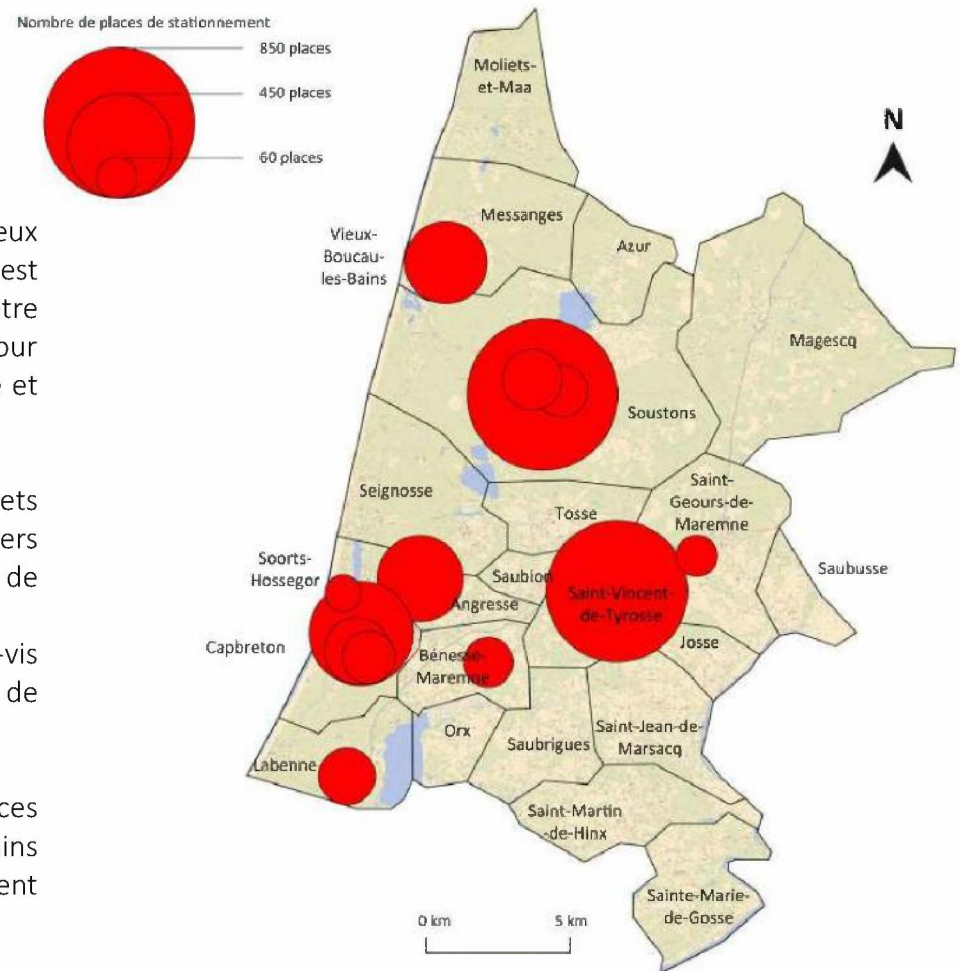 Nombre de places de stationnement
850 places
450 places
60 places
eux
est
tre
our
et
ets
ers
de
-vis
de
ces
ins
ent
N
Moliets-
et-Maa
Messanges
Azur
Vieux-
Boucau-
les-Bains
Magescq
Soustons
Seignosse
Tosse
Saint-
Geours-de-
Maremne
Soorts-
Hossegor
Saubion
Angresse
Saint-Vincent-
de-Tyrosse
Saubusse
Capbreton
Bénesse-
Maremne
Josse
Orx
Saubrigues
Saint-Jean-de-
Marsacq
Labenne
Saint-Martin
-de-Hinx
Sainte-Marie-
de-Gosse
0 km
5 km